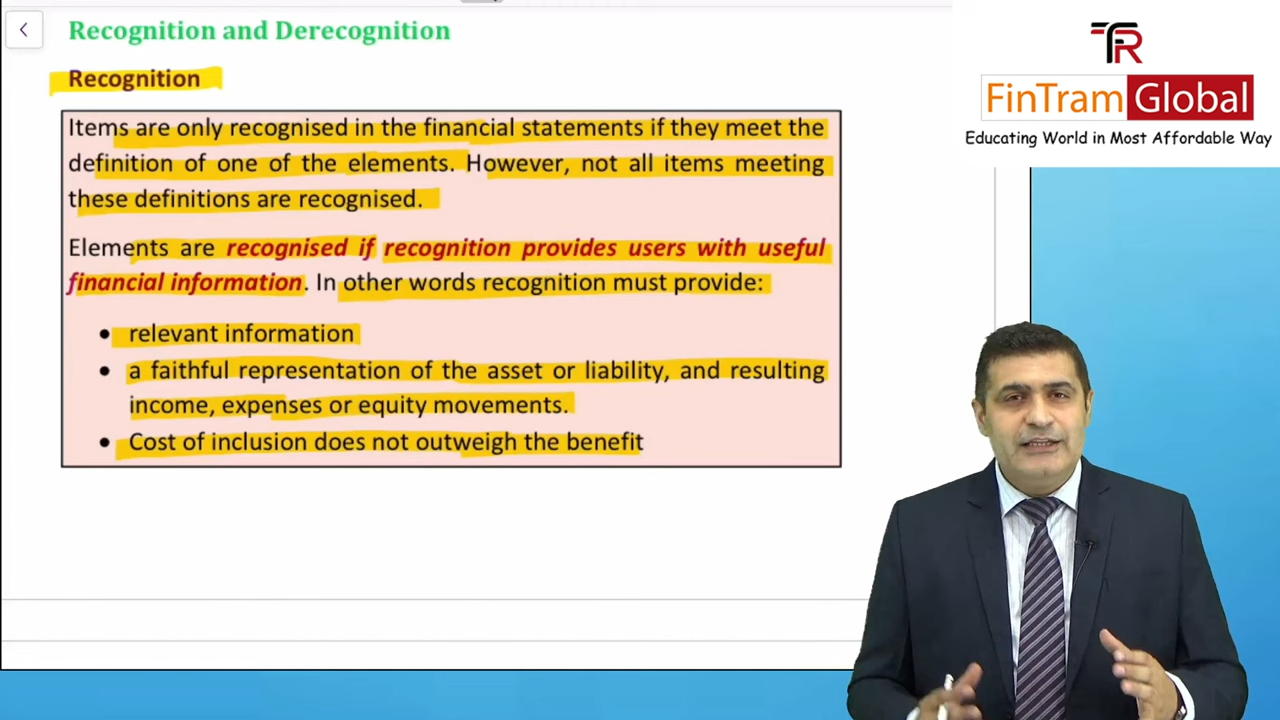 Recognition and Derecognition
Recognition
Items are only recognised in the financial statements if they meet the
definition of one of the elements. However, not all items meeting
these definitions are recognised.
Elements are recognised if recognition provides users with useful
financial information. In other words recognition must provide:
• relevant information
• a faithful representation of the asset or liability, and resulting
income, expenses or equity movements.
• Cost of inclusion does not outweigh the benefit
FinTram Global
Educating World in Most Affordable Way